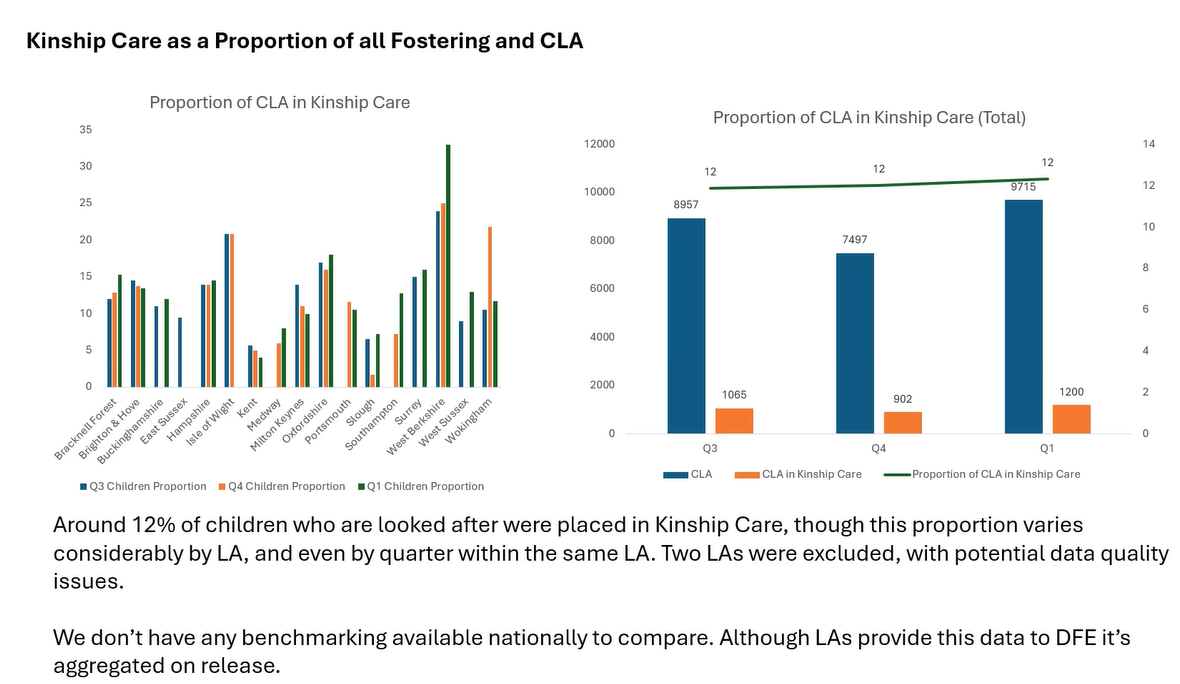 Kinship Care as a Proportion of all Fostering and CLA
Proportion of CLA in Kinship Care
35
30
25
20
15
10
5
0
Bracknell Forest
Brighton & Hove
Buckinghamshire
East Sussex
Hampshire
Isle of Wight
Kent
Medway
Milton Keynes
Oxfordshire
Portsmouth
Slough
Southampton
Surrey
West Berkshire
West Sussex
Wokingham
Q3 Children Proportion
Q4 Children Proportion
Q1 Children Proportion
Proportion of CLA in Kinship Care (Total)
12000
10000
8000
6000
4000
2000
0
14
12
10
8
6
4
2
0
12
12
12
8957
7497
9715
1065
902
1200
Q3
Q4
Q1
CLA
CLA in Kinship Care
Proportion of CLA in Kinship Care
Around 12% of children who are looked after were placed in Kinship Care, though this proportion varies
considerably by LA, and even by quarter within the same LA. Two LAs were excluded, with potential data quality
issues.
We don’t have any benchmarking available nationally to compare. Although LAs provide this data to DFE it’s
aggregated on release.